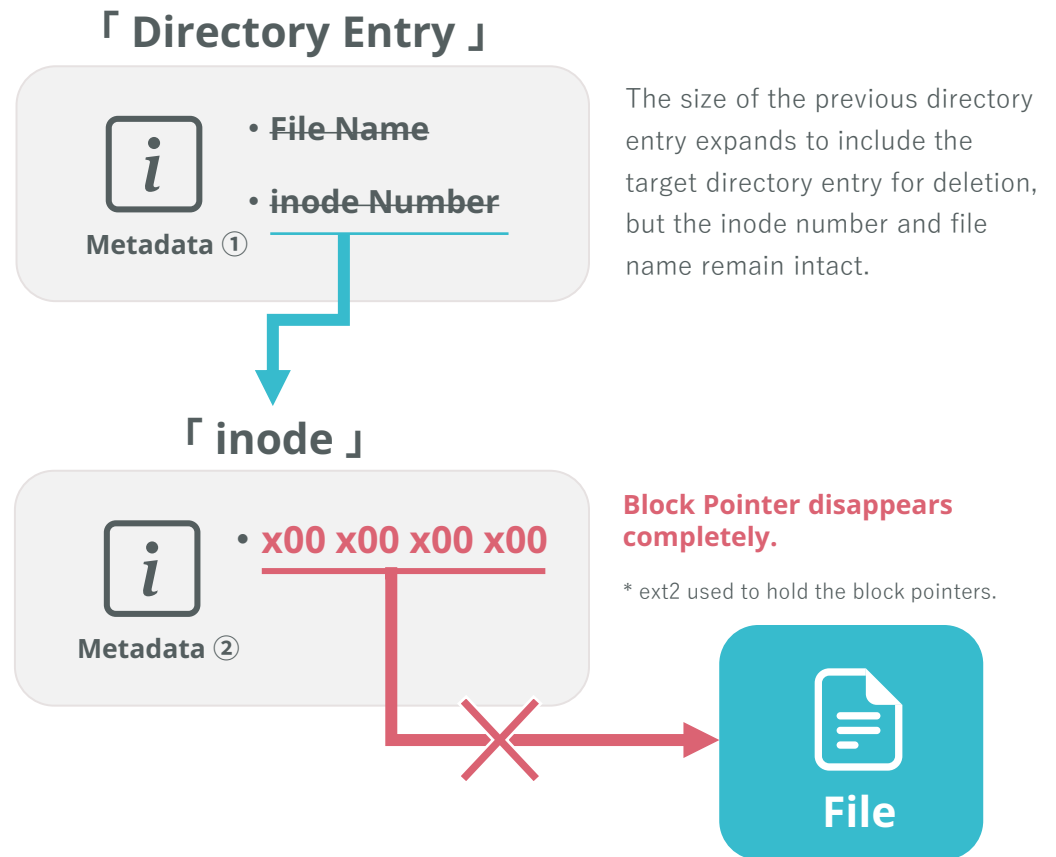 「 Directory Entry 」
・File Name
・inode Number
i
Metadata ①
The size of the previous directory
entry expands to include the
target directory entry for deletion,
but the inode number and file
name remain intact.
「 inode 」
・x00 x00 x00 x00
i
Metadata ②
Block Pointer disappears
completely.
* ext2 used to hold the block pointers.
File